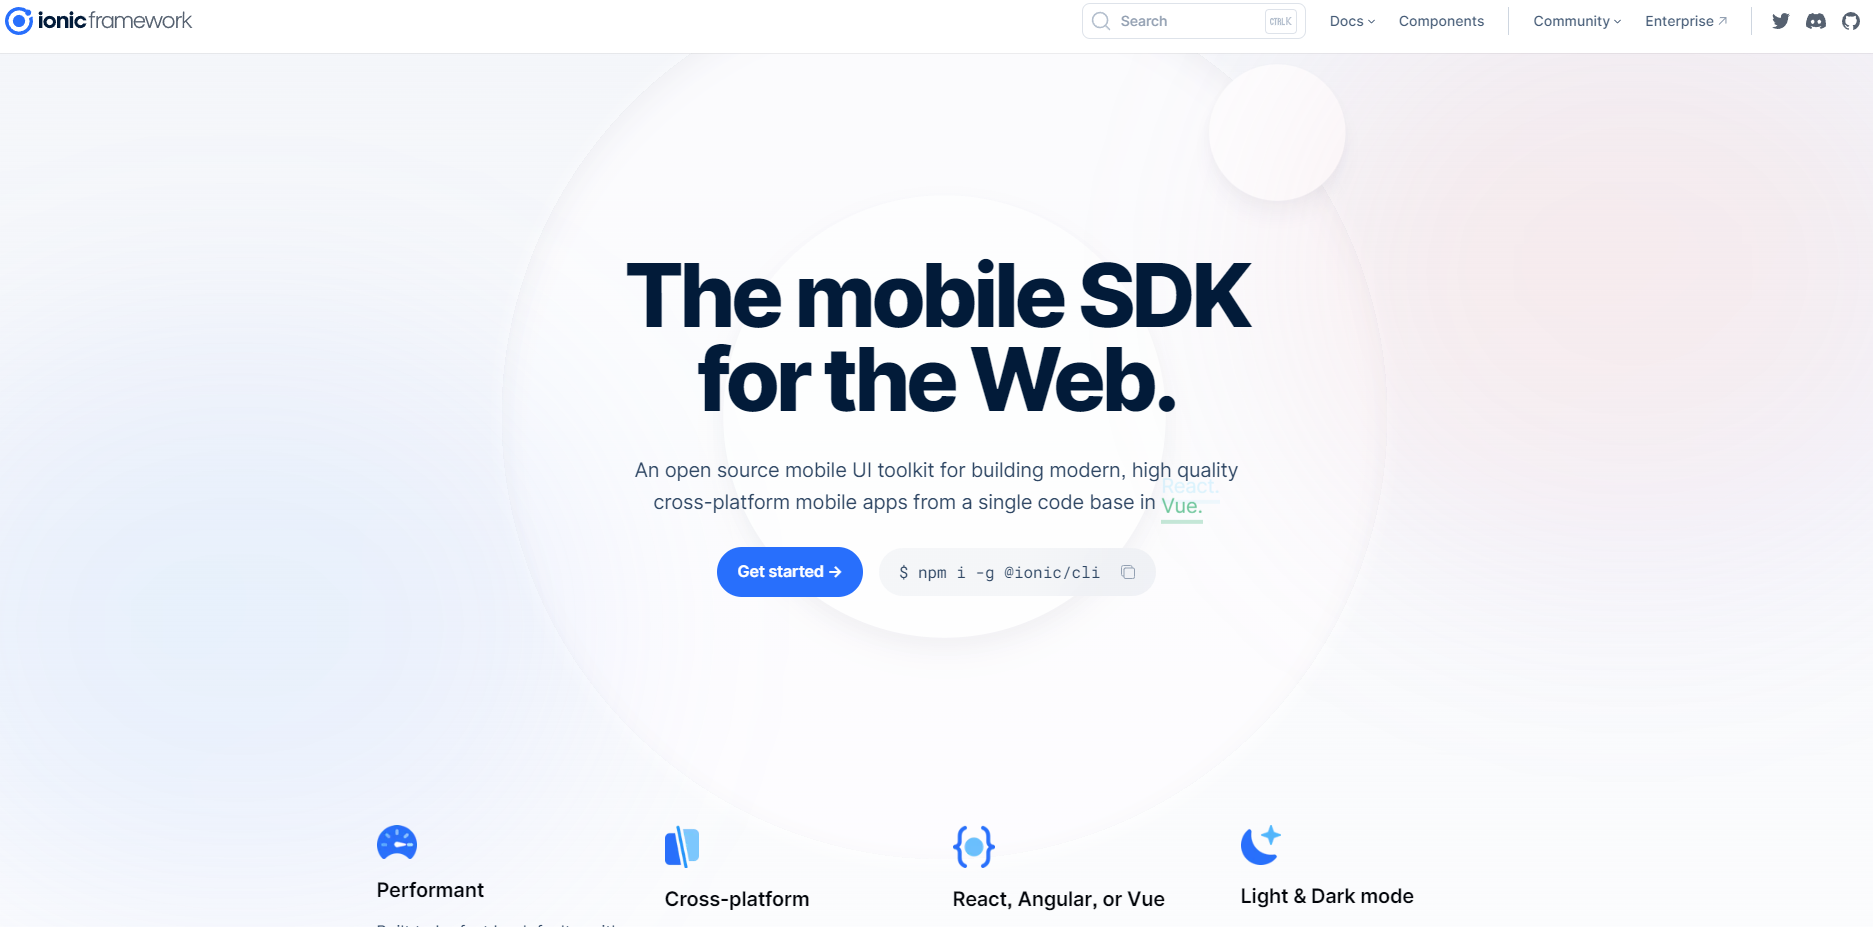 ionic framework
Search
CTRL K
Docs
Components
Community
Enterprise
The mobile SDK
for the Web.
An open source mobile UI toolkit for building modern, high quality
cross-platform mobile apps from a single code base in
React.
Vue.
Get started →
$ npm i -g @ionic/cli
Performant
Cross-platform
React, Angular, or Vue
Light & Dark mode